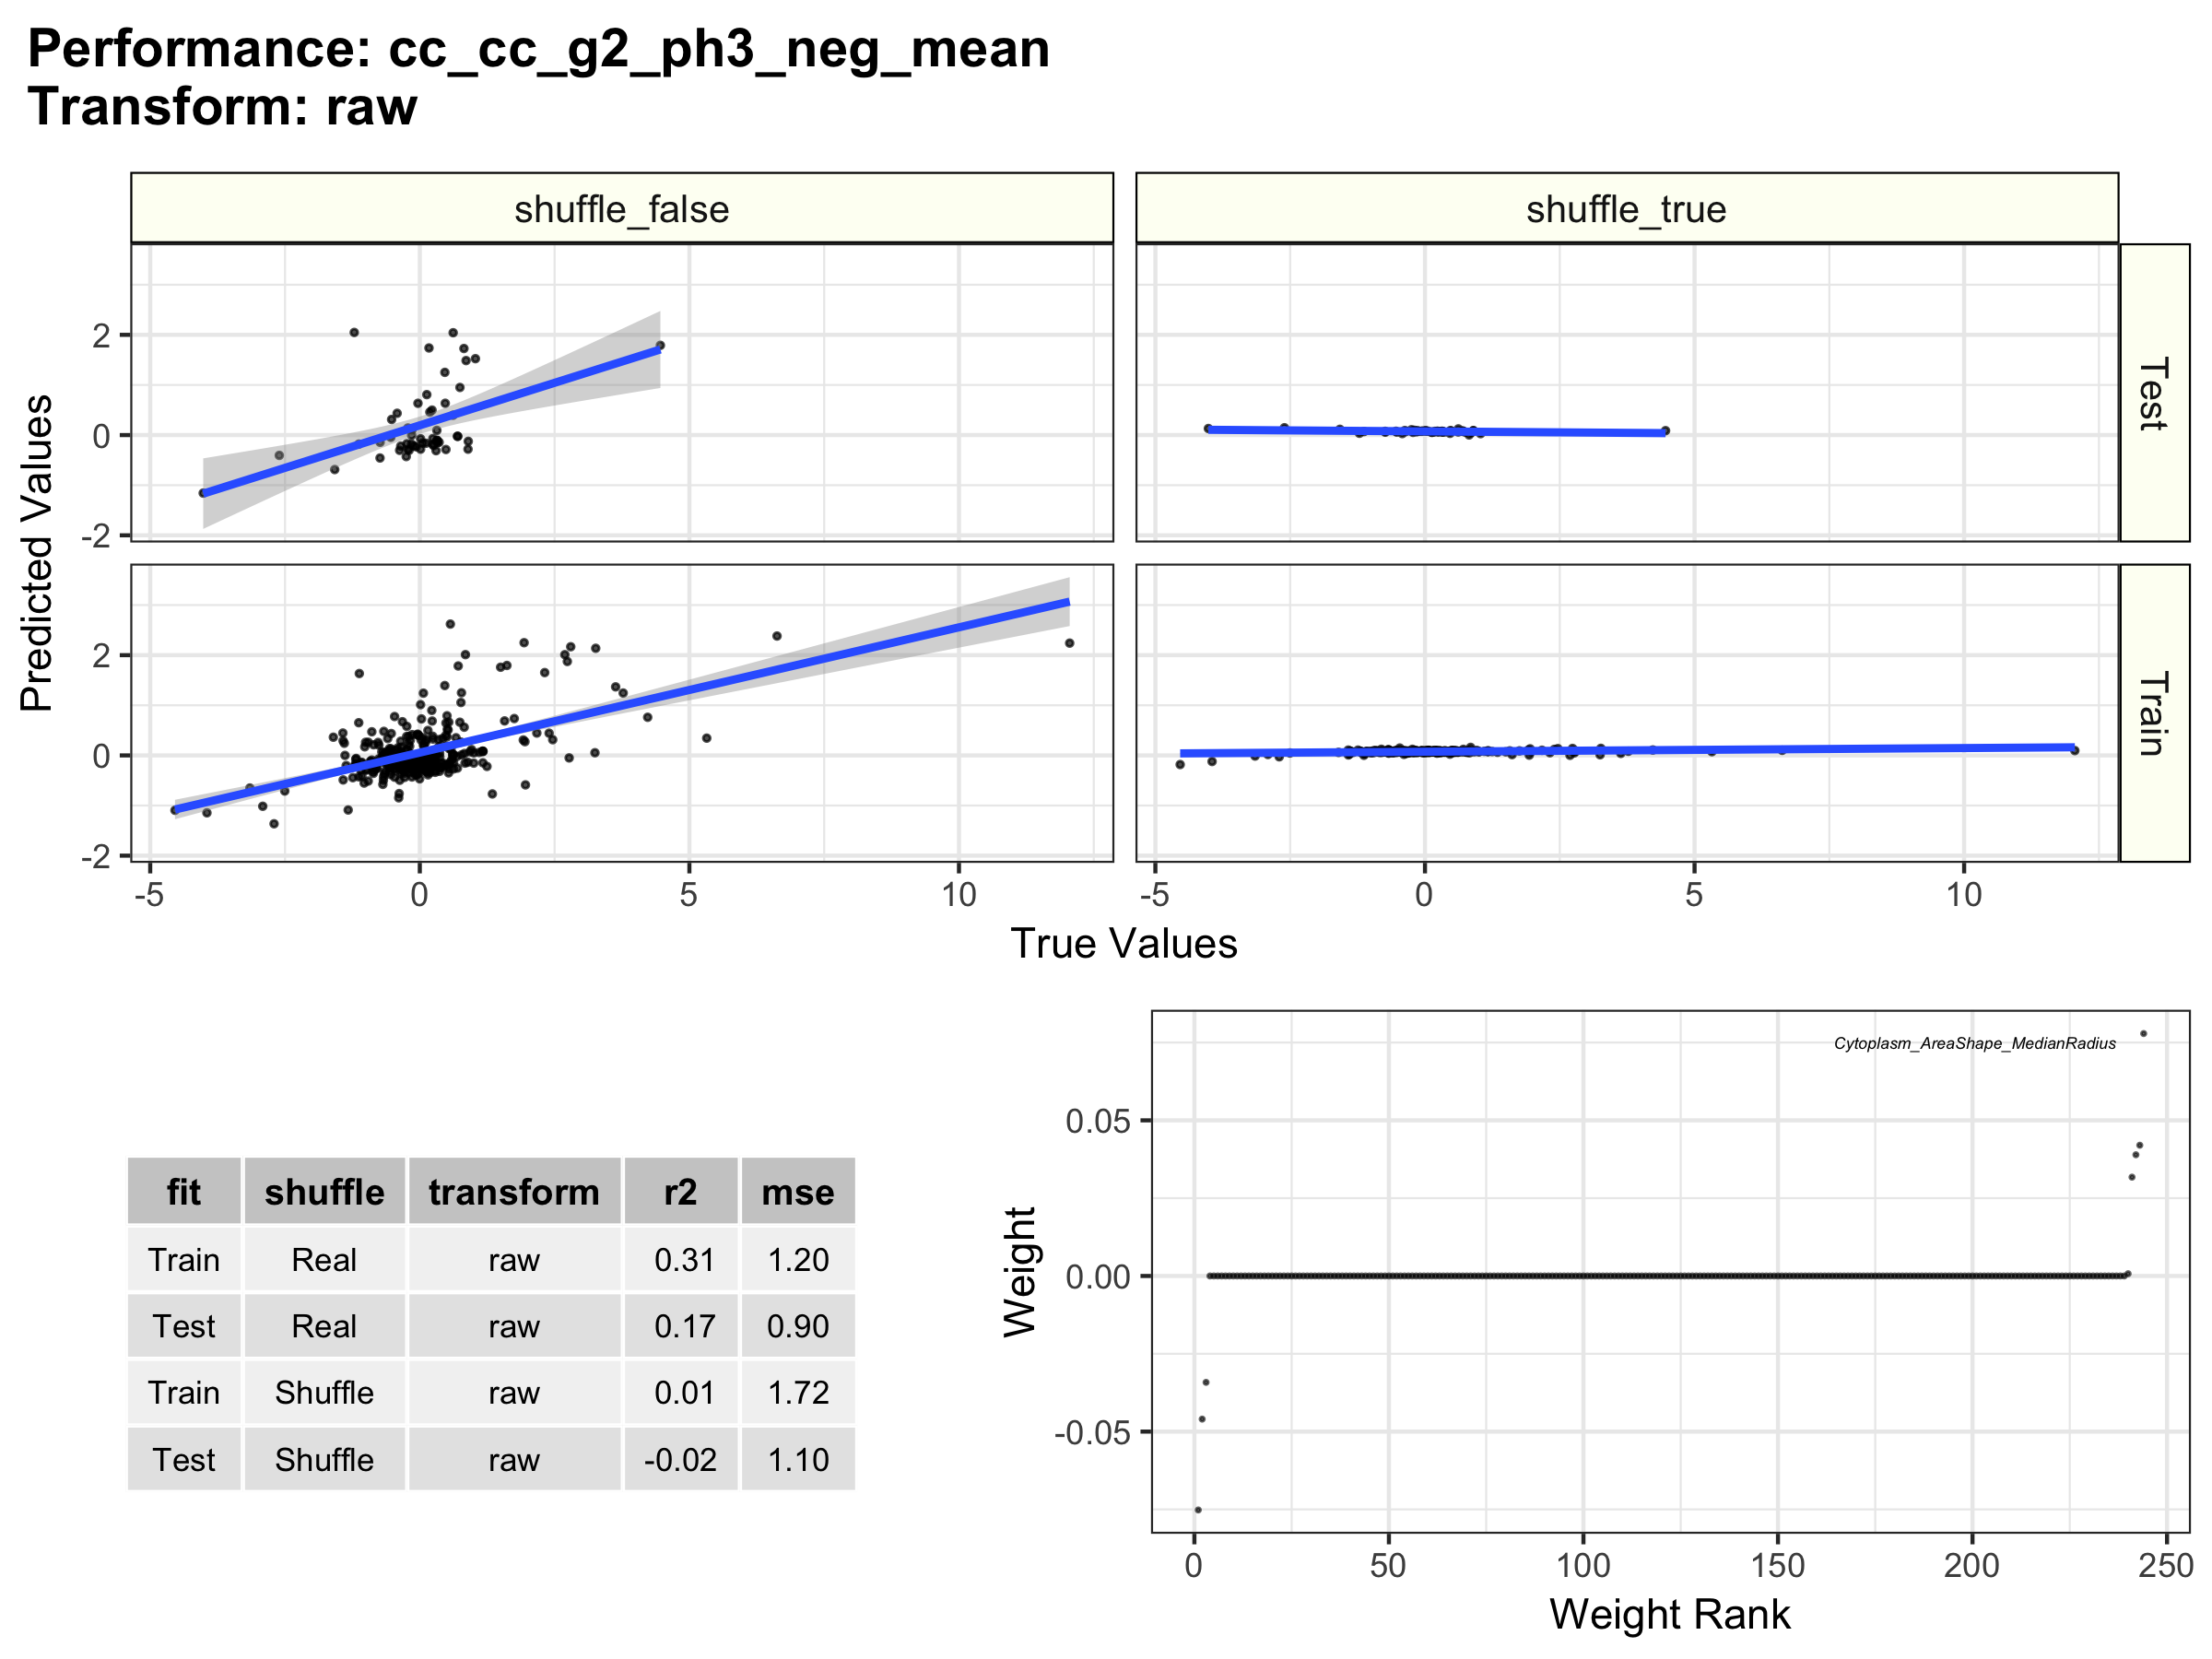 Performance: cc_cc_g2_ph3_neg_mean
Transform: raw
shuffle_false
shuffle_true
Predicted Values
2
0
-2
Test
2
0
-2
Train
-5
0
5
10
-5
0
5
10
True Values
fit shuffle transform r2 mse
Train Real raw 0.31 1.20
Test Real raw 0.17 0.90
Train Shuffle raw 0.01 1.72
Test Shuffle raw -0.02 1.10
Cytoplasm_AreaShape_MedianRadius
Weight
0.05
0.00
-0.05
0
50
100
150
200
250
Weight Rank